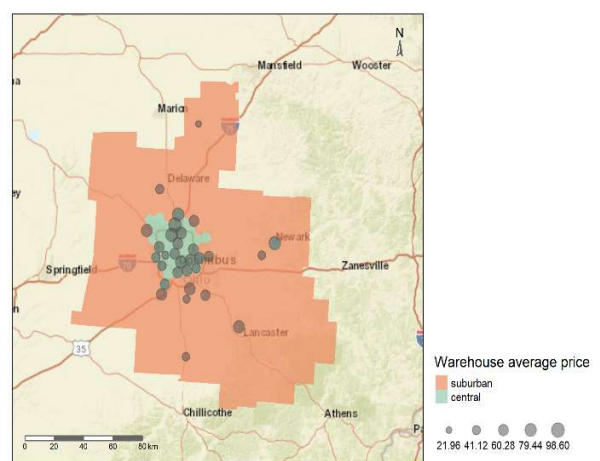 N
Mansfield
Wooster
Marion
Delaware
Newark
Columbus
Springfield
Zanesville
Lancaster
35
Chillicothe
Athens
0 20 40 60 80 km
Warehouse average price
suburban
central
21.96 41.12 60.28 79.44 98.60